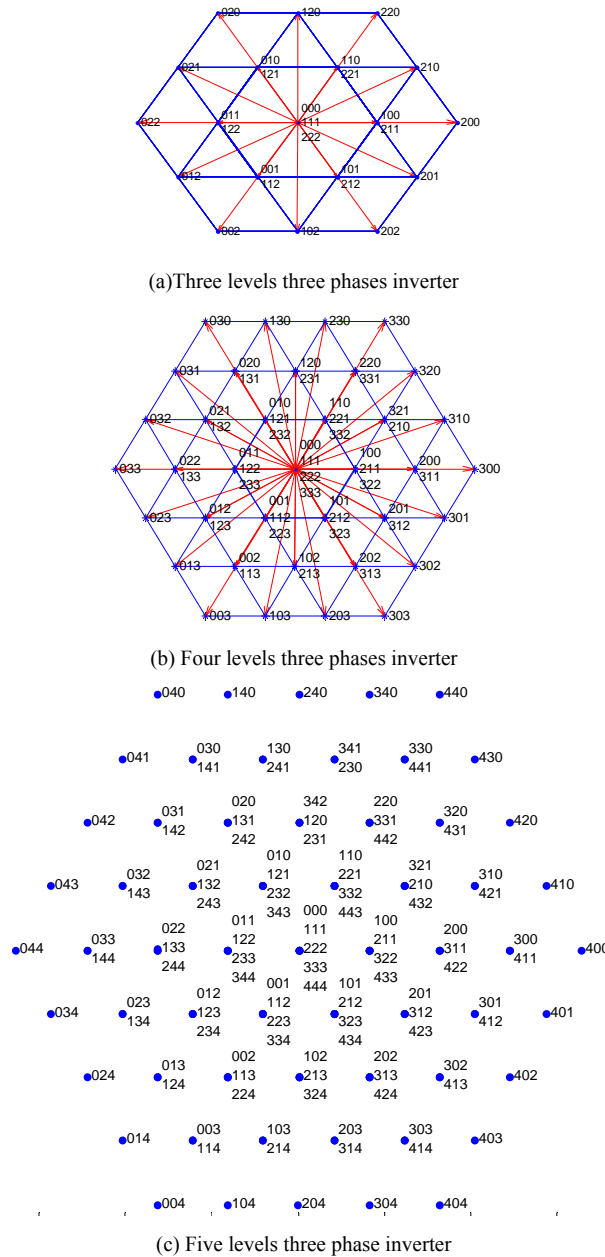 020 120 220
021 010 110 210
121 221
022 011 000 100 200
122 111 211
222
012 001 101 201
112 212
002 102 202
(a)Three levels three phases inverter
030 130 230 330
031 020 120 220 320
131 231 331
032 021 010 110 321 310
132 121 221 210
232 332
033 022 011 000 100 200 300
133 122 111 211 311
233 222 322
333
023 012 001 101 201 301
123 112 212 312
223 323
013 002 102 202 302
113 213 313
003 103 203 303
(b) Four levels three phases inverter
040 140 240 340 440
041 030 130 341 330 430
141 241 230 441
042 031 020 342 220 320 420
142 131 120 331 431
242 231 442
043 032 021 010 110 321 310 410
143 132 121 221 210 421
243 232 332 432
343 443
044 033 022 011 000 100 200 300 400
144 133 122 111 211 311 411
244 233 222 322 422
344 333 433
444
034 023 012 001 101 201 301 401
134 123 112 212 312 412
234 223 323 423
334 434
024 013 002 102 202 302 402
124 113 213 313 413
224 324 424
014 003 103 203 303 403
114 214 314 414
004 104 204 304 404
(c) Five levels three phase inverter